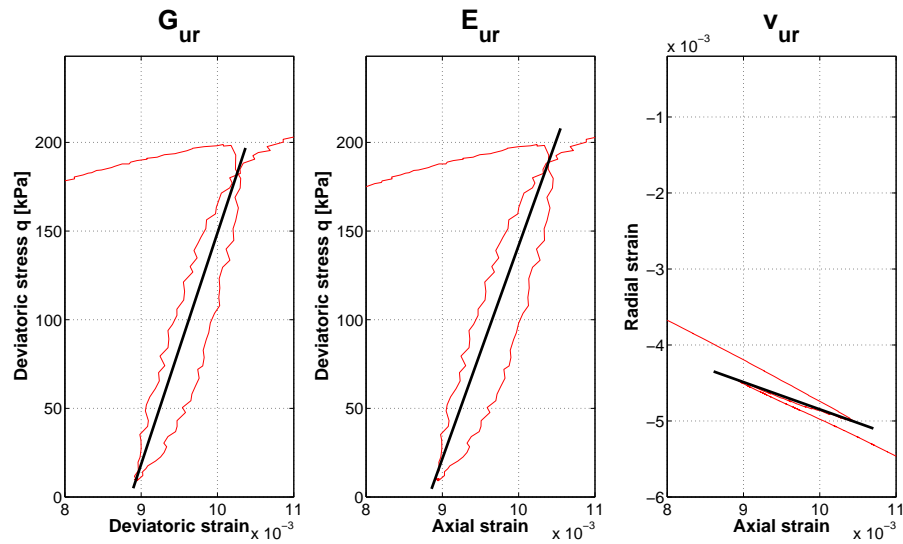 G_ur
E_ur
ν_ur
200
150
100
50
0
Deviatoric stress q [kPa]
8
9
10
11
Deviatoric strain
x 10⁻³
200
150
100
50
0
Deviatoric stress q [kPa]
8
9
10
11
Axial strain
x 10⁻³
x 10⁻³
−1
−2
−3
−4
−5
−6
Radial strain
8
9
10
11
Axial strain
x 10⁻³